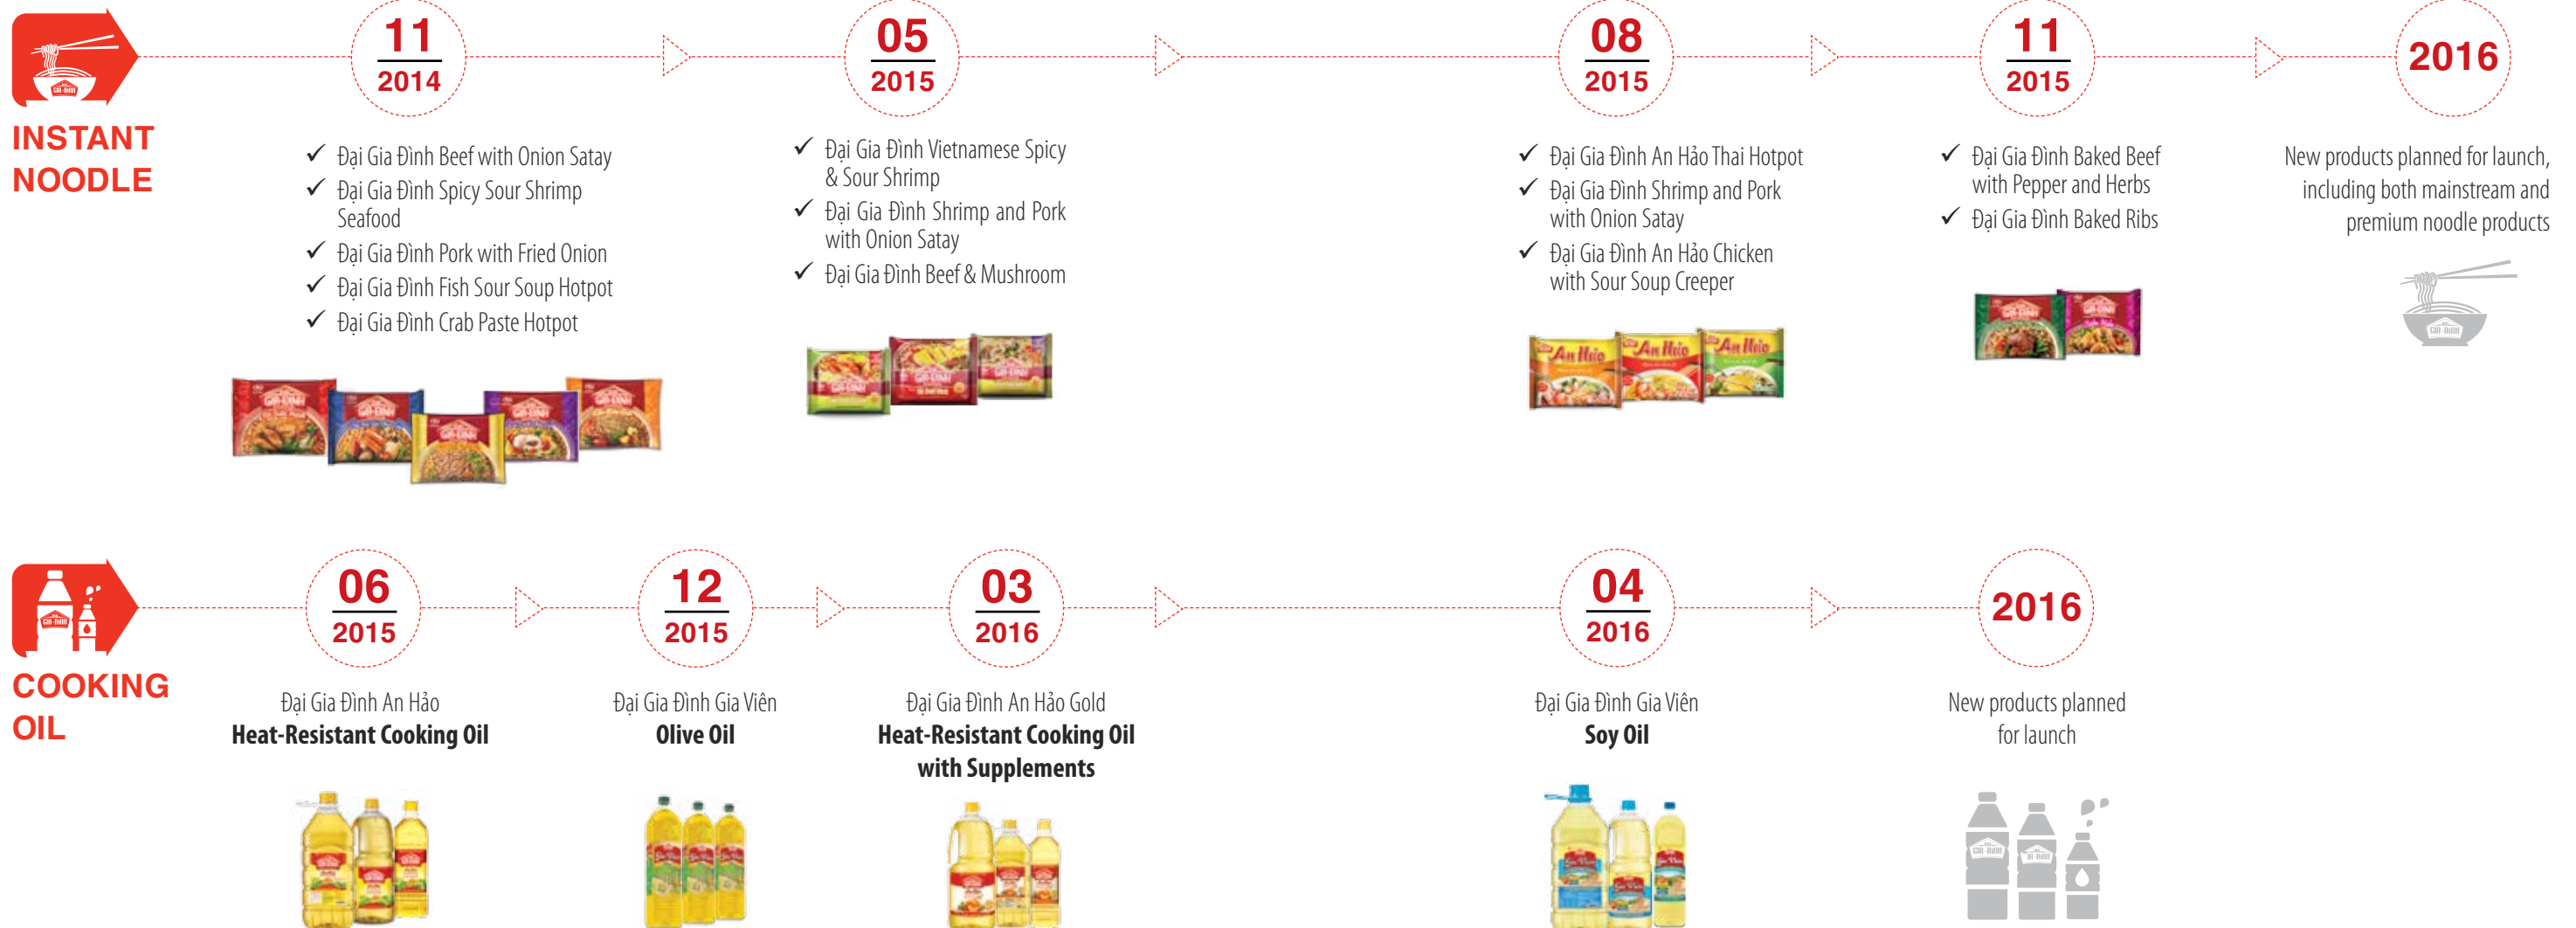 INSTANT
NOODLE
11
2014
✓ Đại Gia Đình Beef with Onion Satay
✓ Đại Gia Đình Spicy Sour Shrimp
Seafood
✓ Đại Gia Đình Pork with Fried Onion
✓ Đại Gia Đình Fish Sour Soup Hotpot
✓ Đại Gia Đình Crab Paste Hotpot
05
2015
✓ Đại Gia Đình Vietnamese Spicy
& Sour Shrimp
✓ Đại Gia Đình Shrimp and Pork
with Onion Satay
✓ Đại Gia Đình Beef & Mushroom
08
2015
✓ Đại Gia Đình An Hảo Thai Hotpot
✓ Đại Gia Đình Shrimp and Pork
with Onion Satay
✓ Đại Gia Đình An Hảo Chicken
with Sour Soup Creeper
An Hảo
An Hảo
An Hảo
11
2015
✓ Đại Gia Đình Baked Beef
with Pepper and Herbs
✓ Đại Gia Đình Baked Ribs
2016
New products planned for launch,
including both mainstream and
premium noodle products
COOKING
OIL
06
2015
Đại Gia Đình An Hảo
Heat-Resistant Cooking Oil
12
2015
Đại Gia Đình Gia Viên
Olive Oil
03
2016
Đại Gia Đình An Hảo Gold
Heat-Resistant Cooking Oil
with Supplements
04
2016
Đại Gia Đình Gia Viên
Soy Oil
2016
New products planned
for launch